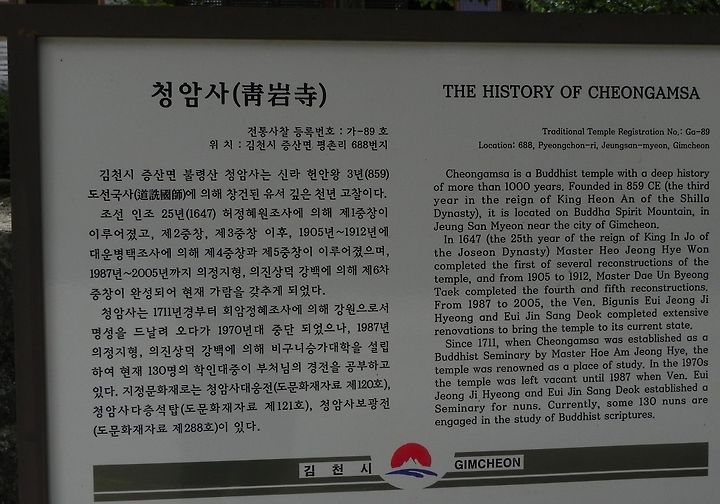 청암사(靑岩寺)
전통사찰 등록번호 : 가-89 호
위 치 : 김천시 증산면 평촌리 688번지
김천시 증산면 불령산 청암사는 신라 헌안왕 3년(859)
도선국사(道詵國師)에 의해 창건된 유서 깊은 천년 고찰이다.
조선 인조 25년(1647) 허정혜원조사에 의해 제1중창이
이루어졌고, 제2중창, 제3중창 이후, 1905년~1912년에
대운병택조사에 의해 제4중창과 제5중창이 이루어졌으며,
1987년~2005년까지 의정지형, 의진상덕 강백에 의해 제6차
중창이 완성되어 현재 가람을 갖추게 되었다.
청암사는 1711년경부터 회암정혜조사에 의해 강원으로서
명성을 드날려 오다가 1970년대 중단 되었으나, 1987년
의정지형, 의진상덕 강백에 의해 비구니승가대학을 설립
하여 현재 130명의 학인대중이 부처님의 경전을 공부하고
있다. 지정문화재로는 청암사대웅전(도문화재자료 제120호),
청암사다층석탑(도문화재자료 제121호), 청암사보광전
(도문화재자료 제288호)이 있다.
THE HISTORY OF CHEONGAMSA
Traditional Temple Registration No.: Ga-89
Location: 688, Pyeongchon-ri, Jeungsan-myeon, Gimcheon
Cheongamsa is a Buddhist temple with a deep history
of more than 1000 years. Founded in 859 CE (the third
year in the reign of King Heon An of the Shilla
Dynasty), it is located on Buddha Spirit Mountain, in
Jeung San Myeon near the city of Gimcheon.
In 1647 (the 25th year of the reign of King In Jo of
the Joseon Dynasty) Master Heo Jeong Hye Won
completed the first of several reconstructions of the
temple, and from 1905 to 1912, Master Dae Un Byeong
Taek completed the fourth and fifth reconstructions.
From 1987 to 2005, the Ven. Bigunis Eui Jeong Ji
Hyeong and Eui Jin Sang Deok completed extensive
renovations to bring the temple to its current state.
Since 1711, when Cheongamsa was established as a
Buddhist Seminary by Master Hoe Am Jeong Hye, the
temple was renowned as a place of study. In the 1970s
the temple was left vacant until 1987 when Ven. Eui
Jeong Ji Hyeong and Eui Jin Sang Deok established a
Seminary for nuns. Currently, some 130 nuns are
engaged in the study of Buddhist scriptures.
김 천 시
GIMCHEON